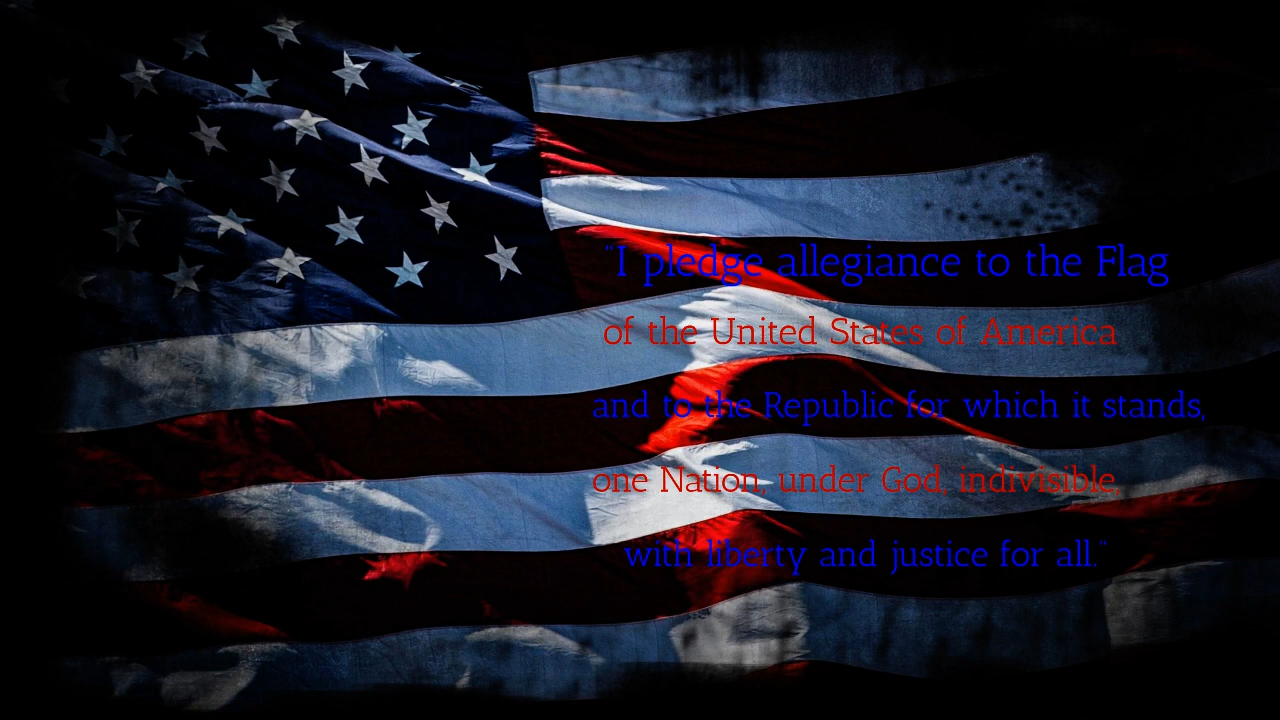 "I pledge allegiance to the Flag
of the United States of America
and to the Republic for which it stands,
one Nation, under God, indivisible,
with liberty and justice for all."